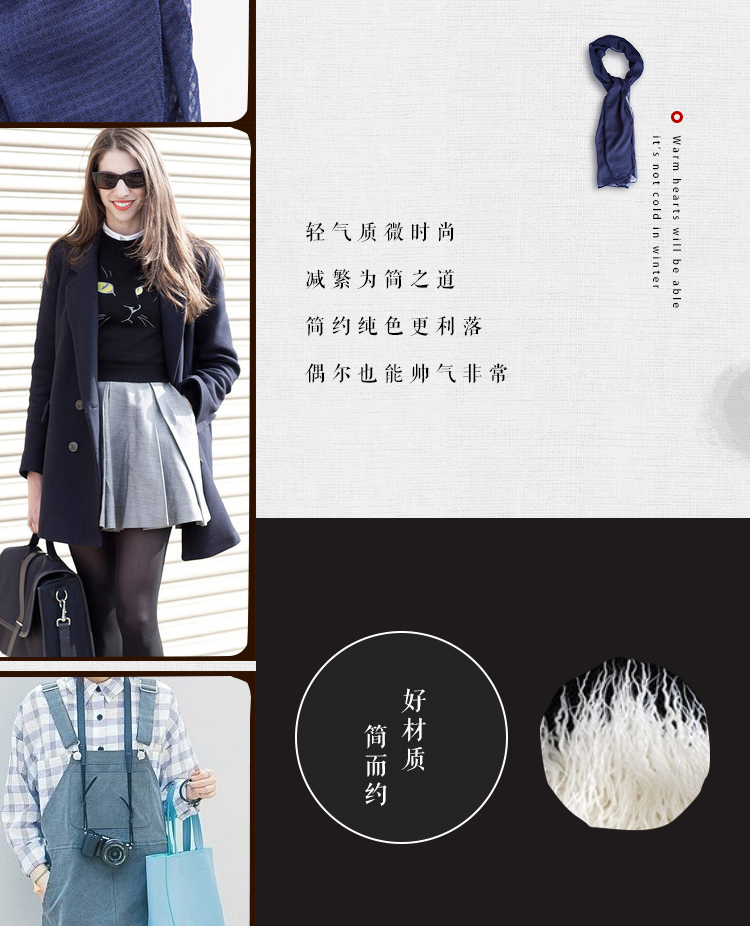 Warm hearts will be able
it's not cold in winter
轻气质微时尚
减繁为简之道
简约纯色更利落
偶尔也能帅气非常
好材质
简而约